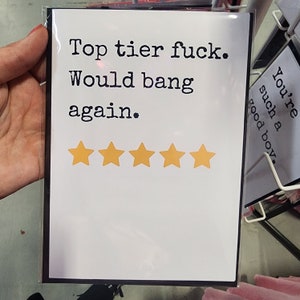 Top tier fuck.
Would bang
again.
You're
such a
good boy